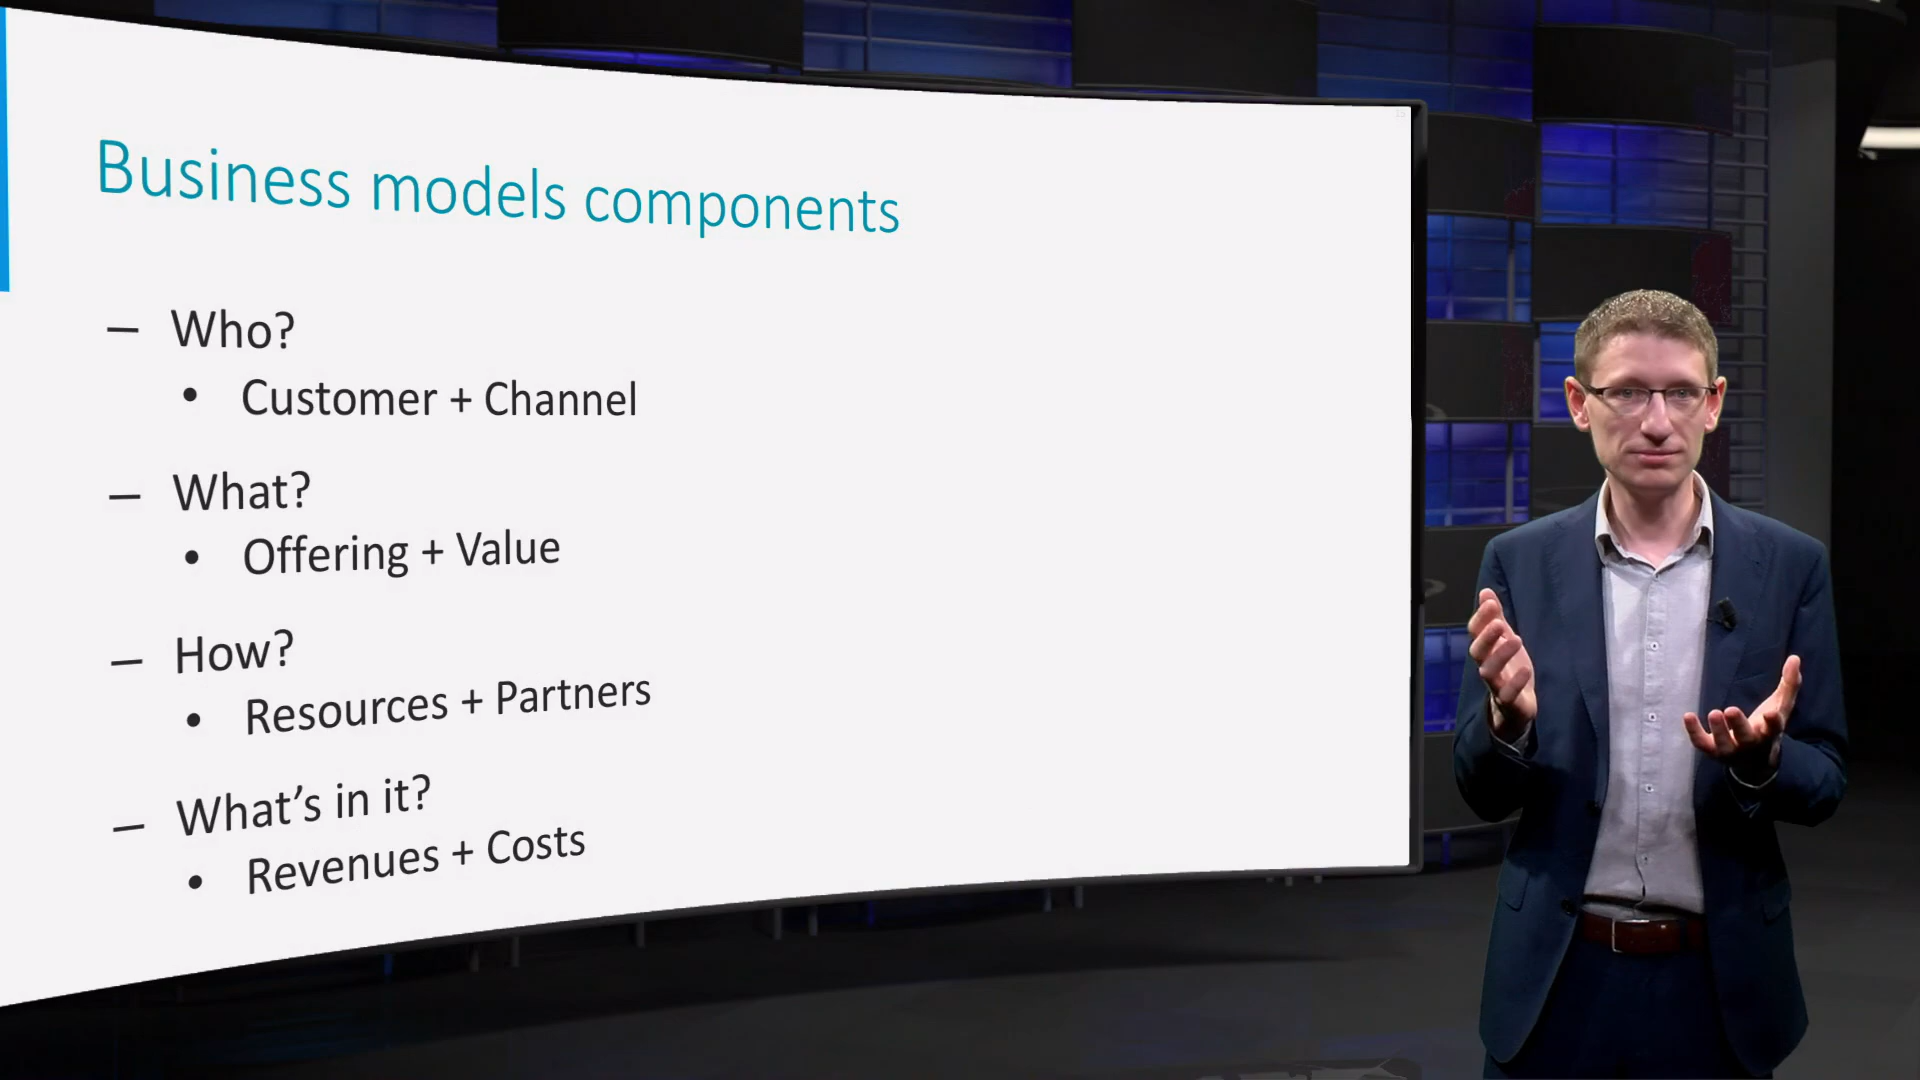 Business models components
– Who?
• Customer + Channel
– What?
• Offering + Value
– How?
• Resources + Partners
– What's in it?
• Revenues + Costs